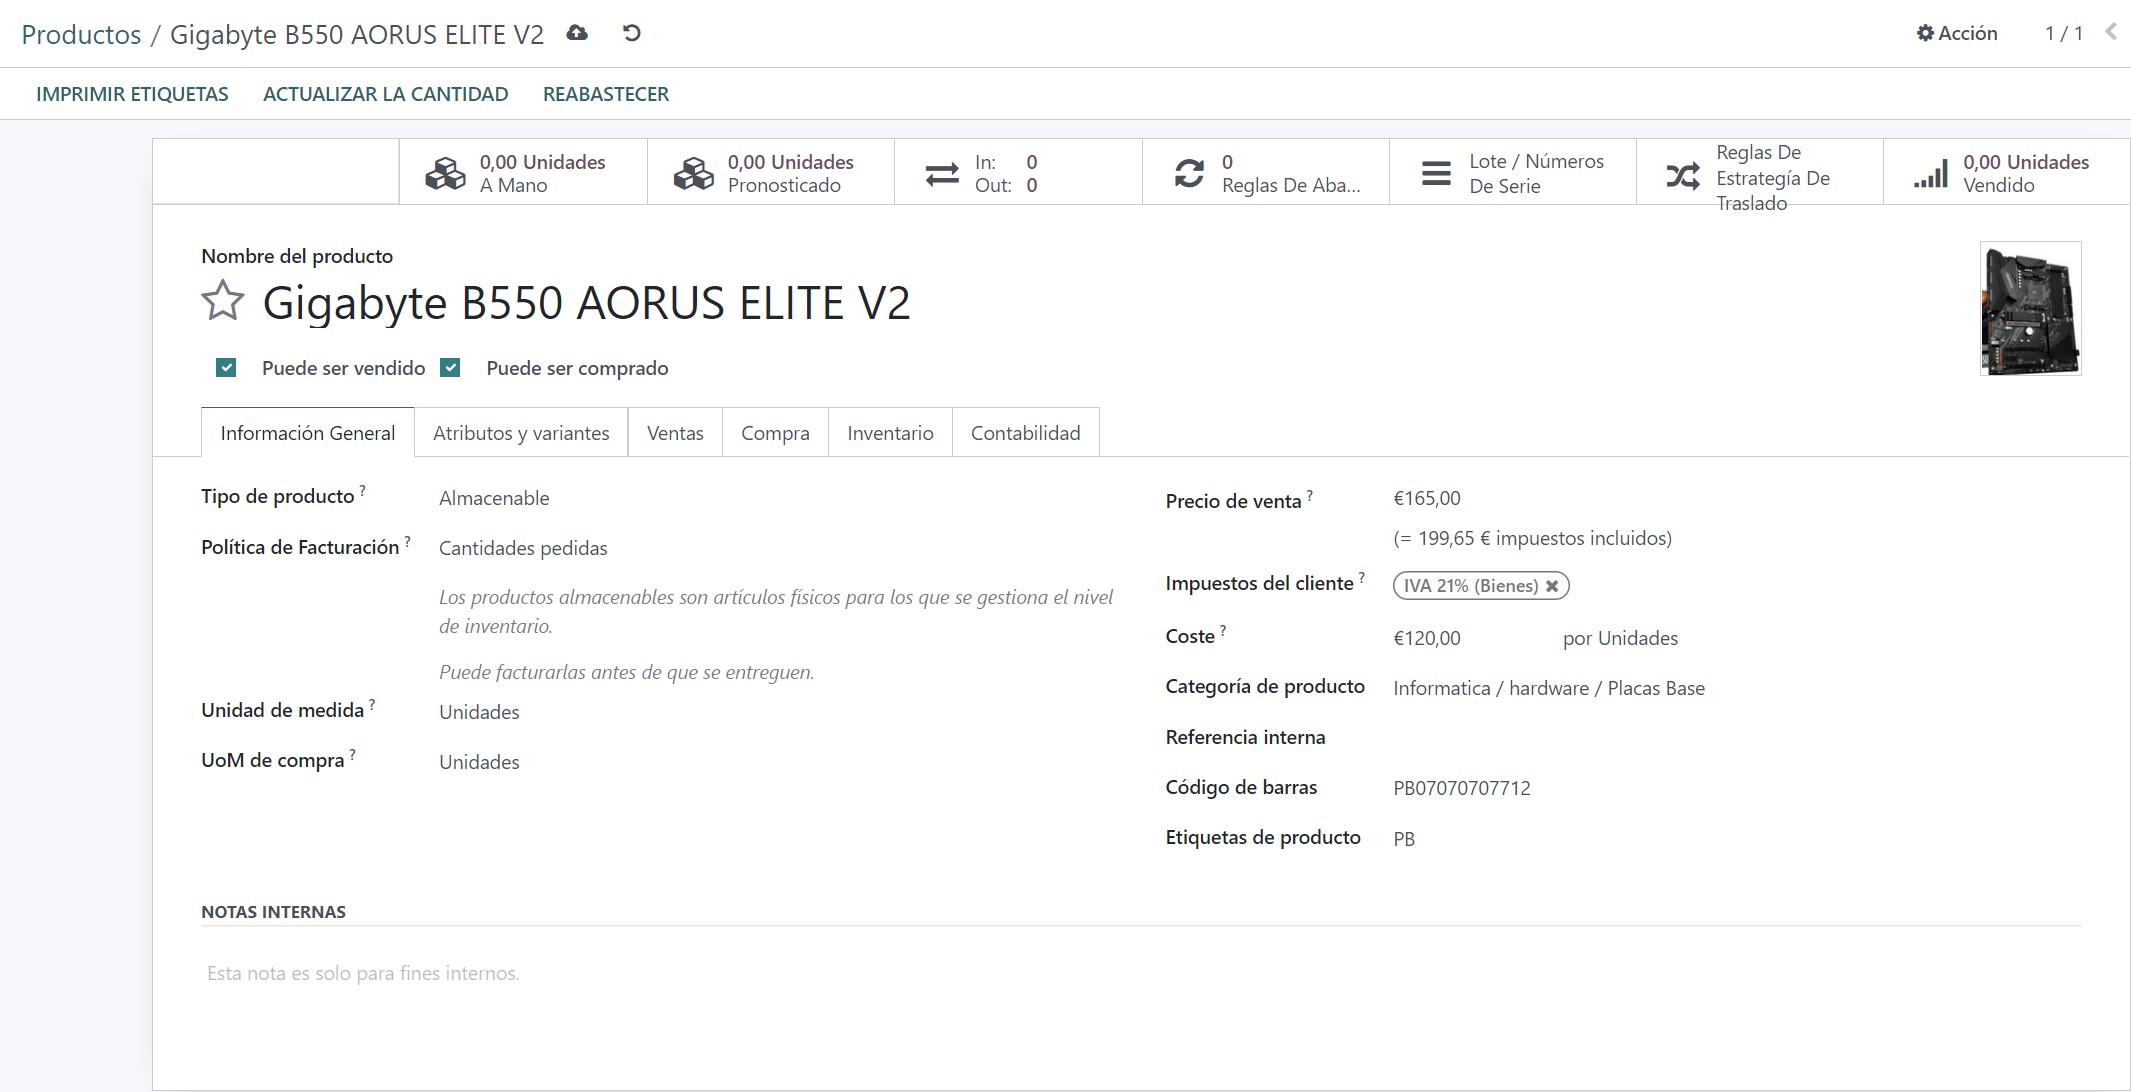 Productos / Gigabyte B550 AORUS ELITE V2
Acción 1 / 1
IMPRIMIR ETIQUETAS ACTUALIZAR LA CANTIDAD REABASTECER
0,00 Unidades
A Mano
0,00 Unidades
Pronosticado
In: 0
Out: 0
0
Reglas De Aba...
Lote / Números
De Serie
Reglas De
Estrategía De
Traslado
0,00 Unidades
Vendido
Nombre del producto
Gigabyte B550 AORUS ELITE V2
Puede ser vendido Puede ser comprado
Información General Atributos y variantes Ventas Compra Inventario Contabilidad
Tipo de producto ? Almacenable
Política de Facturación ? Cantidades pedidas
Los productos almacenables son artículos físicos para los que se gestiona el nivel
de inventario.
Puede facturarlas antes de que se entreguen.
Unidad de medida ? Unidades
UoM de compra ? Unidades
Precio de venta ? €165,00
(= 199,65 € impuestos incluidos)
Impuestos del cliente ? IVA 21% (Bienes)
Coste ? €120,00 por Unidades
Categoría de producto Informatica / hardware / Placas Base
Referencia interna
Código de barras PB07070707712
Etiquetas de producto PB
NOTAS INTERNAS
Esta nota es solo para fines internos.